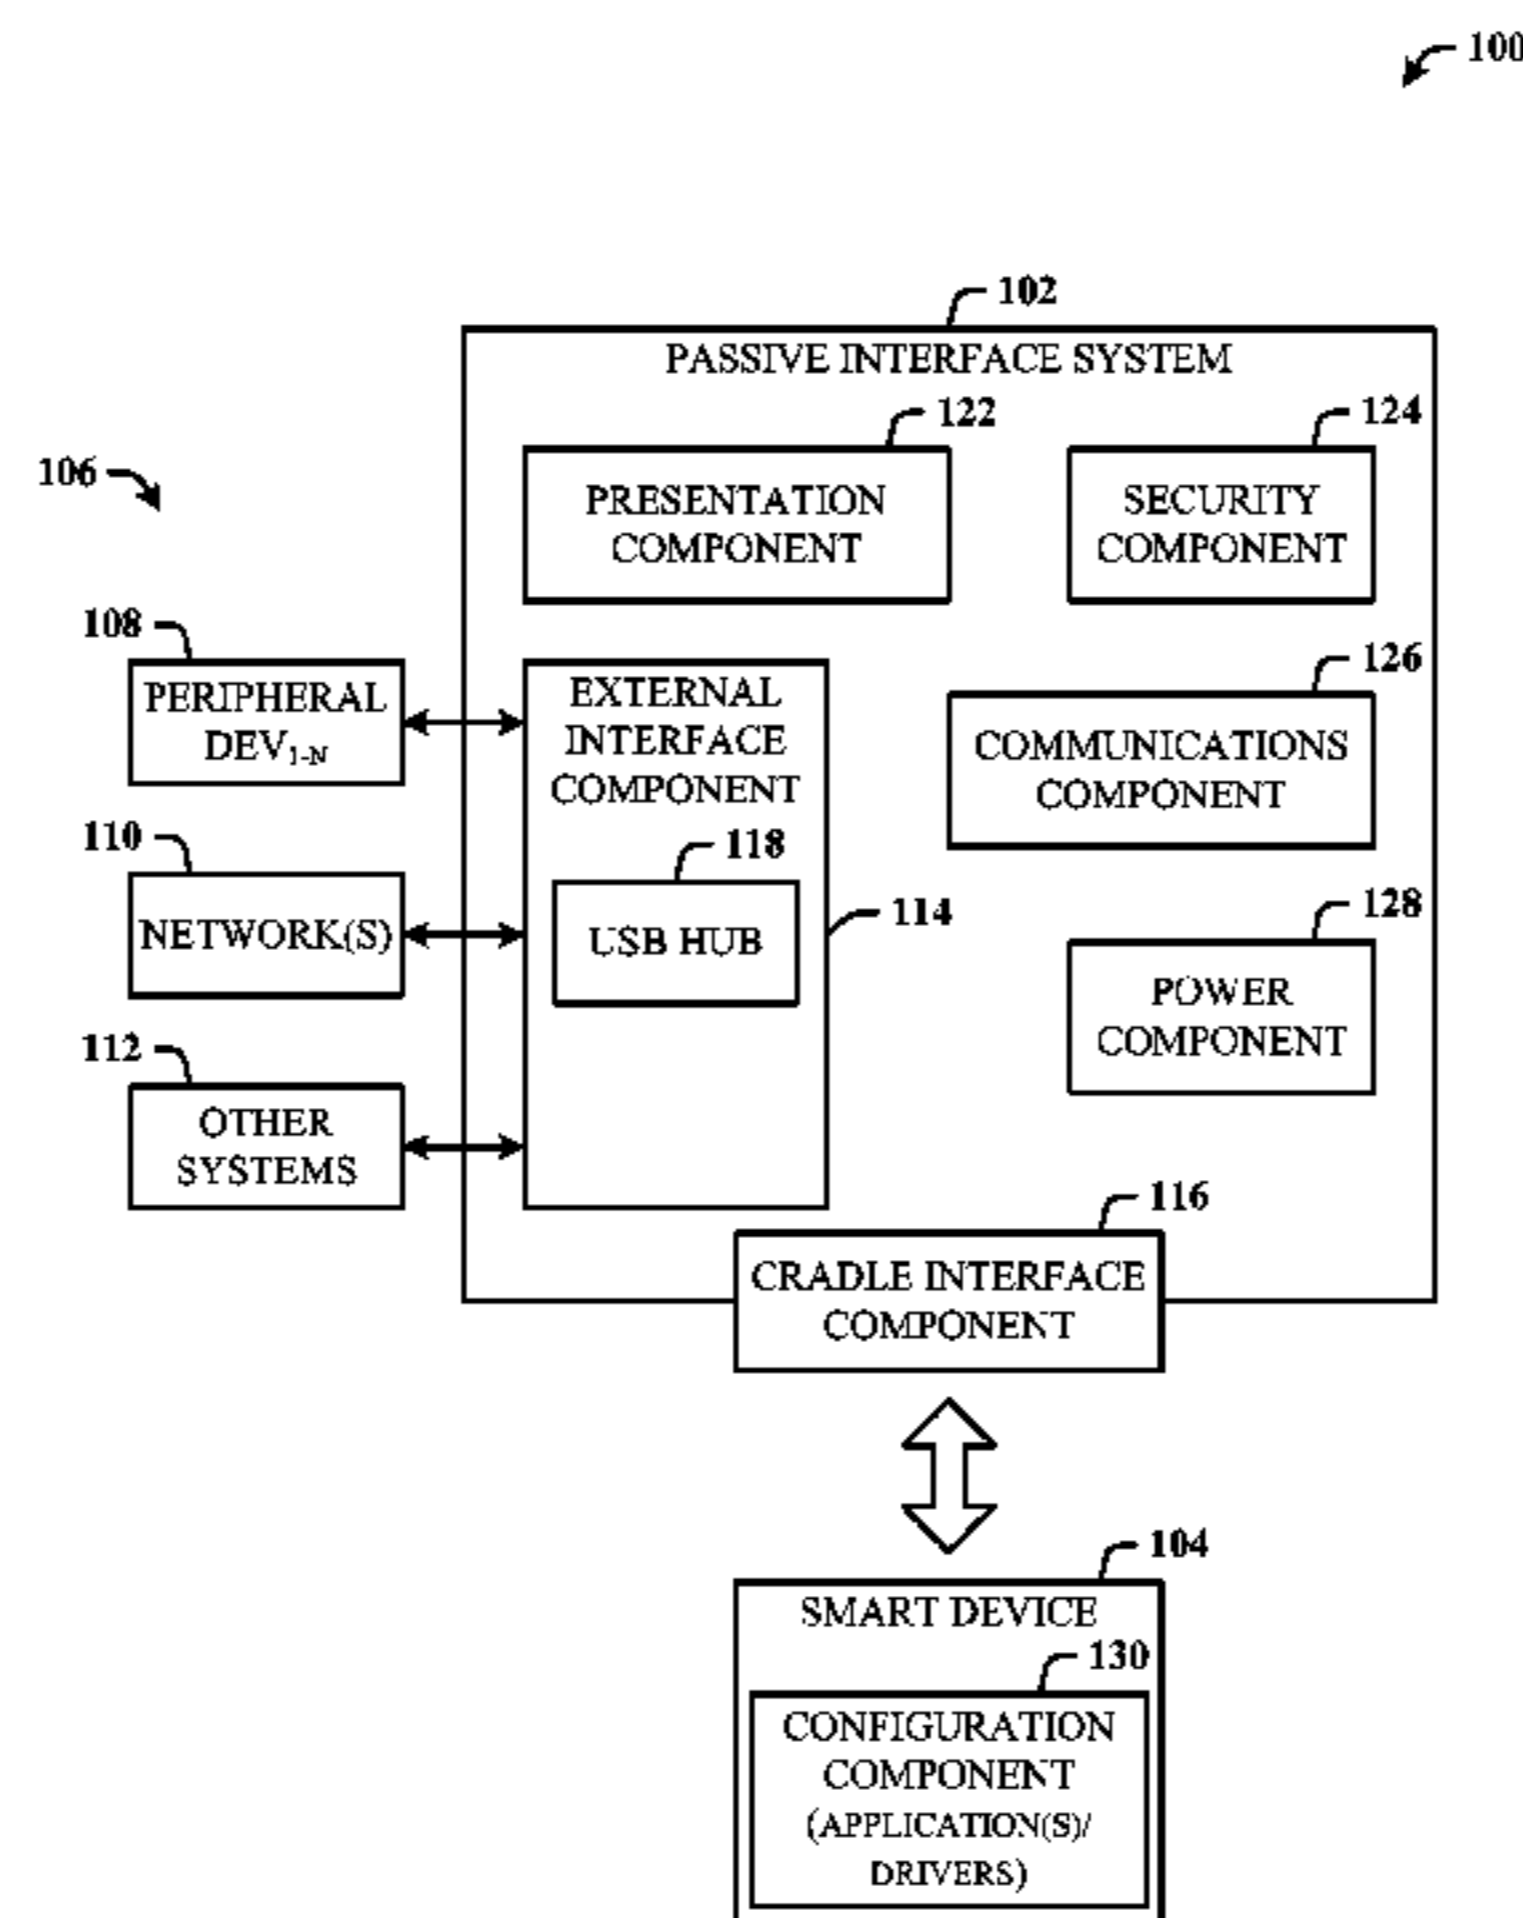 100
102
PASSIVE INTERFACE SYSTEM
122
124
106
PRESENTATION
COMPONENT
SECURITY
COMPONENT
108
126
PERIPHERAL
DEV1-N
EXTERNAL
INTERFACE
COMPONENT
COMMUNICATIONS
COMPONENT
110
118
128
NETWORK(S)
USB HUB
114
POWER
COMPONENT
112
OTHER
SYSTEMS
116
CRADLE INTERFACE
COMPONENT
104
SMART DEVICE
130
CONFIGURATION
COMPONENT
(APPLICATION(S)/
DRIVERS)